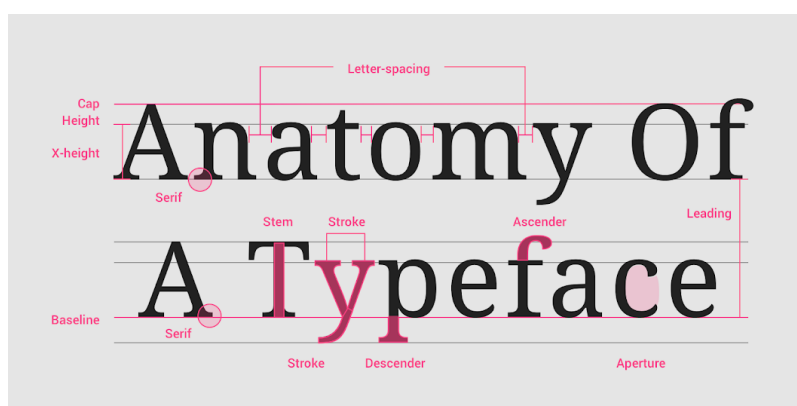 Letter-spacing
Cap
Height
X-height
Anatomy Of
Serif
Leading
Stem
Stroke
Ascender
A Typeface
Baseline
Serif
Stroke
Descender
Aperture